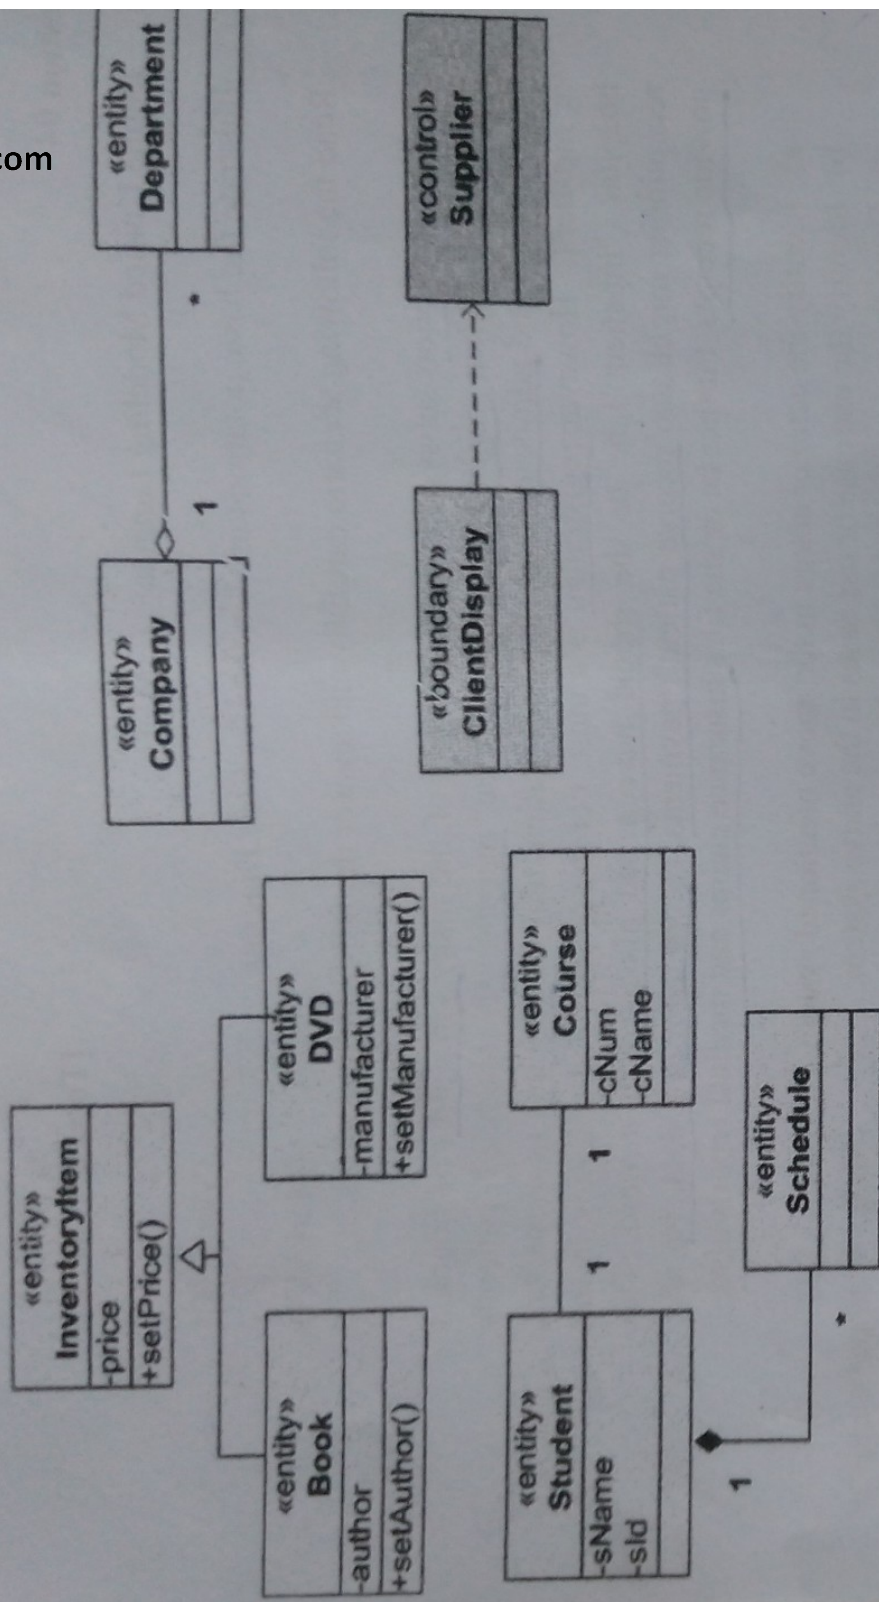 com
«entity»
InventoryItem
-price
+setPrice()
«entity»
Book
-author
+setAuthor()
«entity»
DVD
-manufacturer
+setManufacturer()
«entity»
Company
1
*
«entity»
Department
«boundary»
ClientDisplay
«control»
Supplier
«entity»
Student
-sName
-sId
1
1
«entity»
Course
-cNum
-cName
1
*
«entity»
Schedule